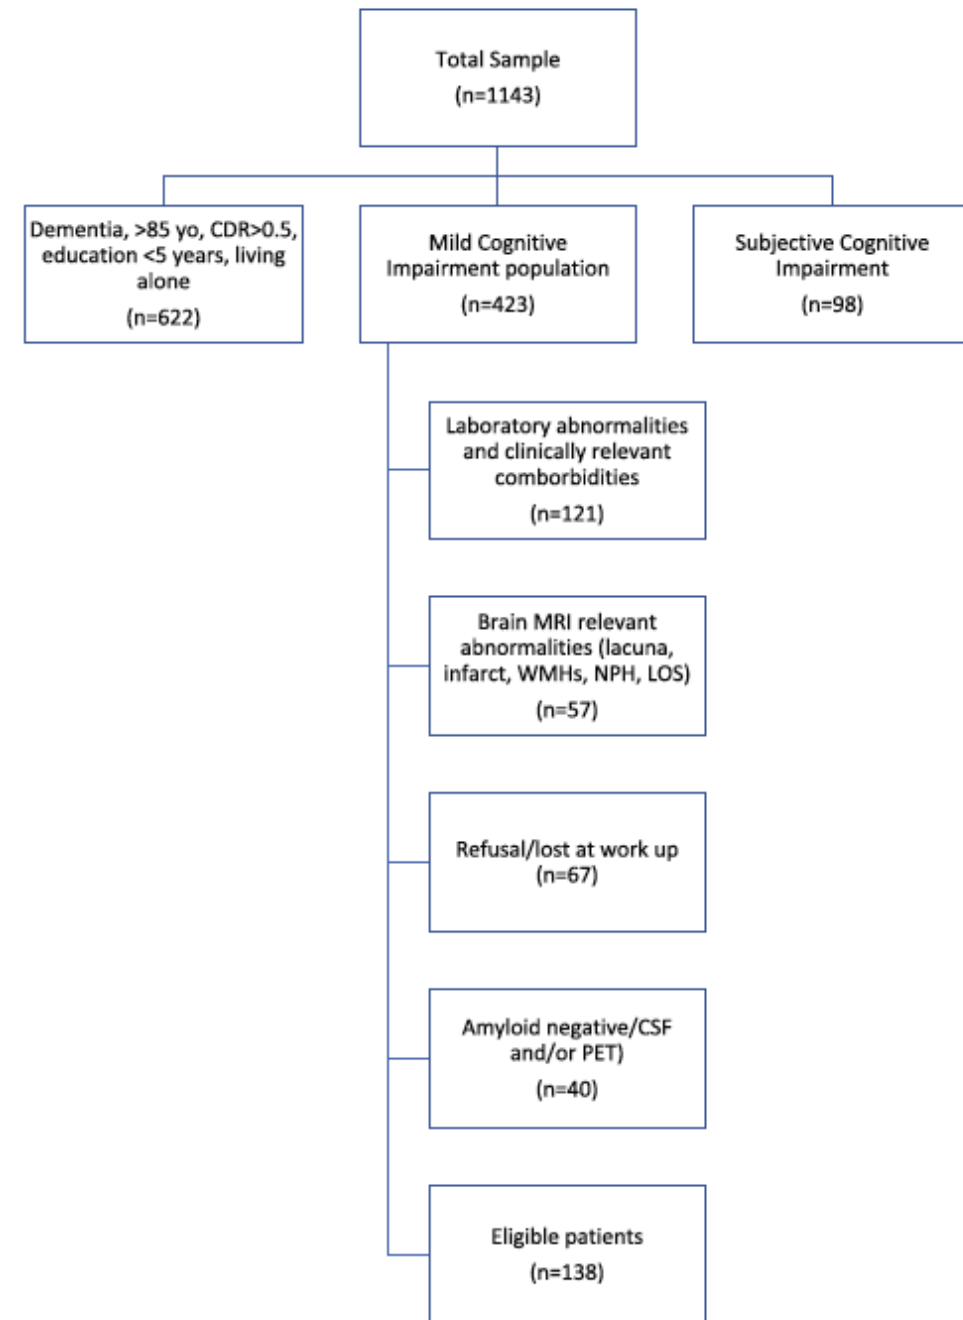 Total Sample
(n=1143)
Dementia, >85 yo, CDR>0.5,
education <5 years, living
alone
(n=622)
Mild Cognitive
Impairment population
(n=423)
Subjective Cognitive
Impairment
(n=98)
Laboratory abnormalities
and clinically relevant
comborbidities
(n=121)
Brain MRI relevant
abnormalities (lacuna,
infarct, WMHs, NPH, LOS)
(n=57)
Refusal/lost at work up
(n=67)
Amyloid negative/CSF
and/or PET)
(n=40)
Eligible patients
(n=138)